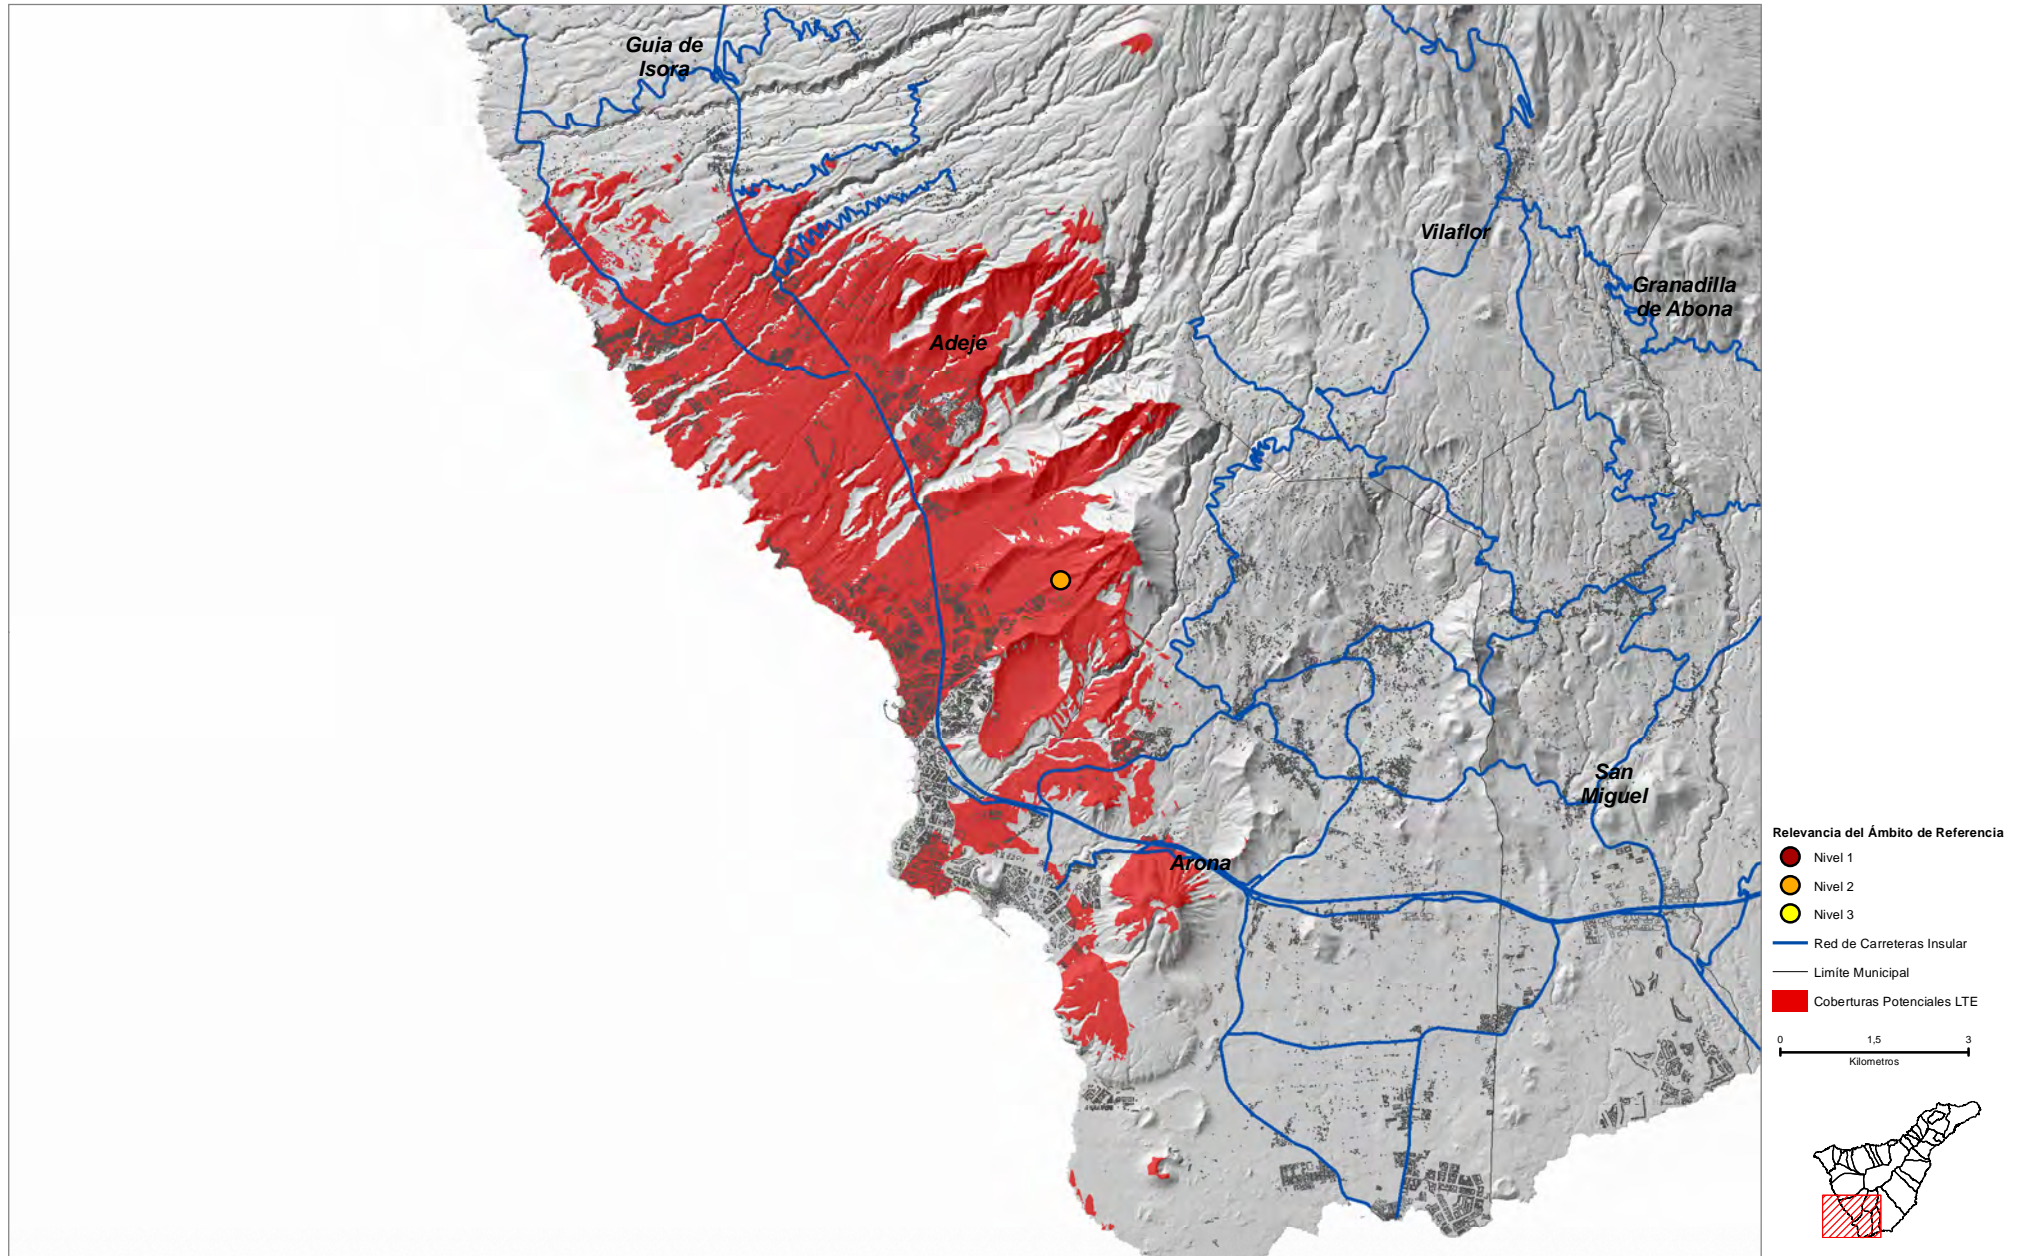 Guia de
Isora
Vilaflor
Granadilla
de Abona
Adeje
San
Miguel
Arona
Relevancia del Ámbito de Referencia
Nivel 1
Nivel 2
Nivel 3
Red de Carreteras Insular
Limíte Municipal
Coberturas Potenciales LTE
0 1,5 3
Kilometros